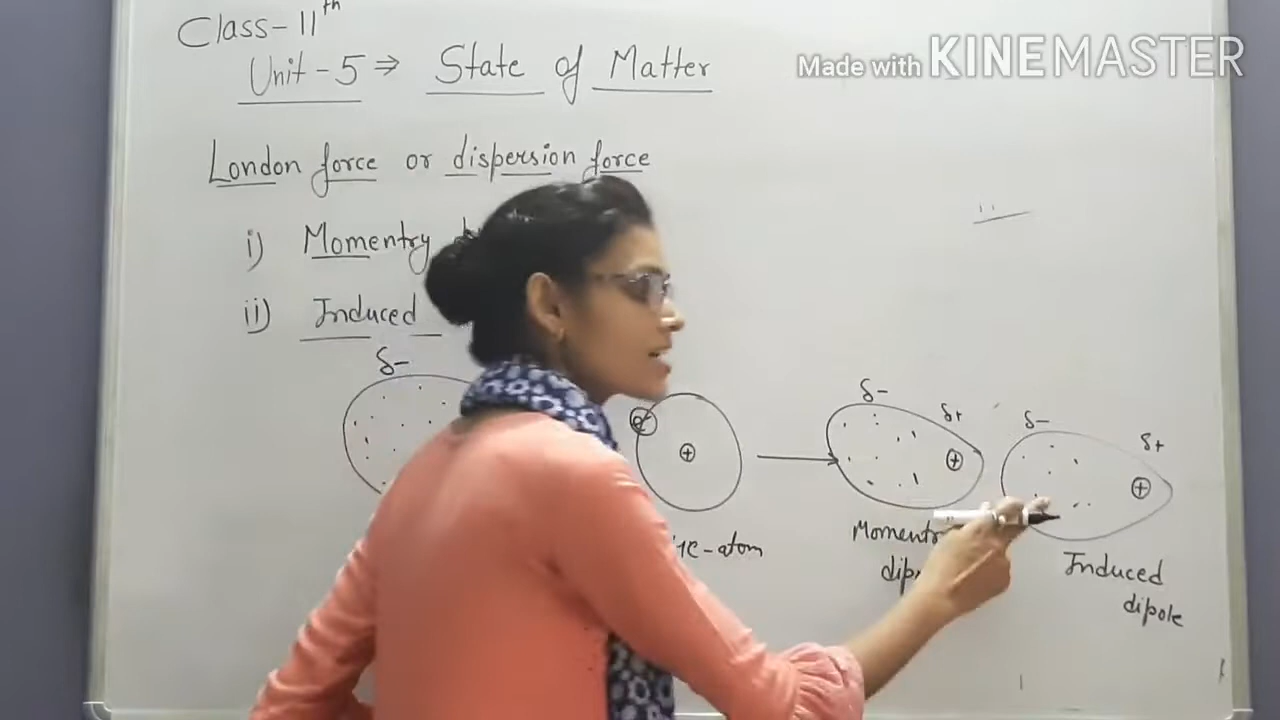 Class-11th
Unit-5 ⇒ State of Matter
Made with KINEMASTER
London force or dispersion force
i) Momentry
ii) Induced
δ-
δ- δ+ δ- δ+
+ + +
-atom
Induced
dipole